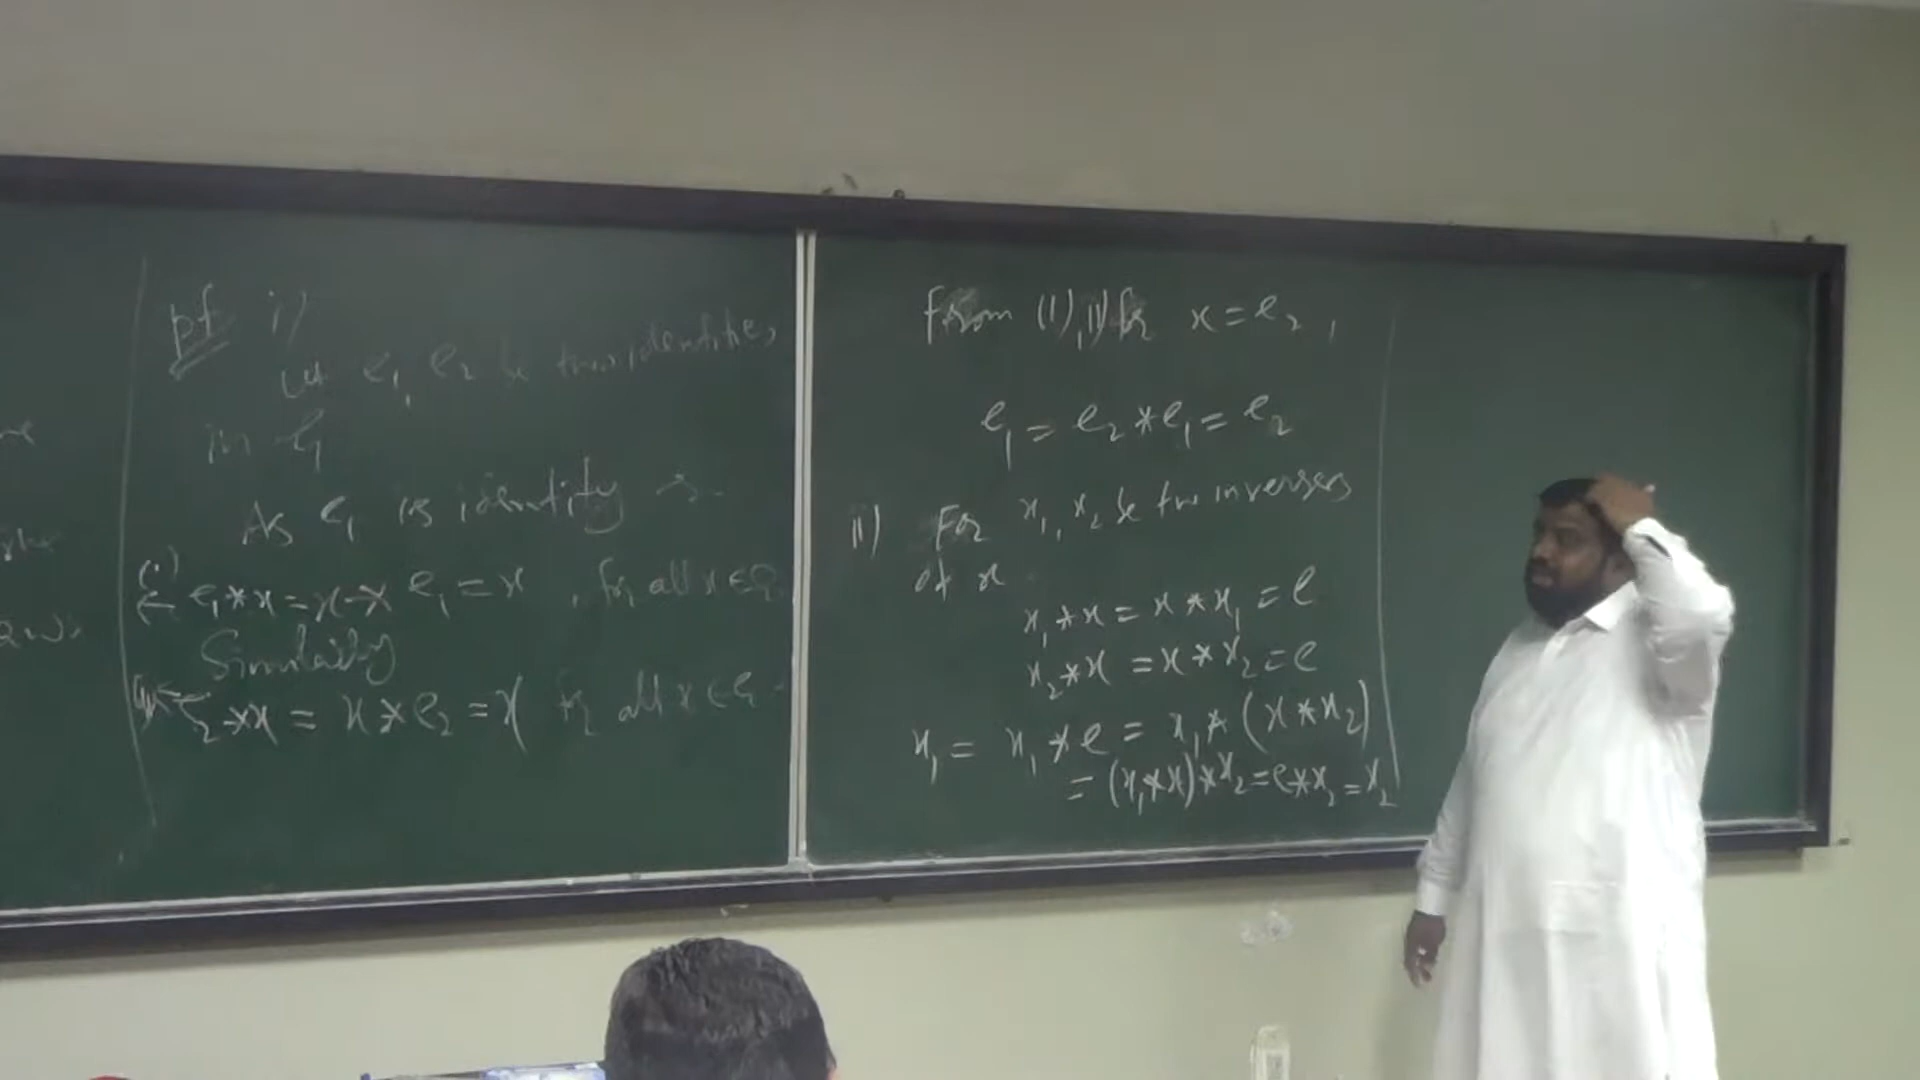 pf i)
Let e₁, e₂ be two identities
in G
As e₁ is identity
(i) ← e₁ * x = x * e₁ = x , for all x ∈ G
Similarly
(ii) ← e₂ * x = x * e₂ = x for all x ∈ G
From (i), ii) for x = e₂ ,
e₁ = e₂ * e₁ = e₂
ii) For x₁, x₂ be two inverses
of x
x₁ * x = x * x₁ = e
x₂ * x = x * x₂ = e
x₁ = x₁ * e = x₁ * (x * x₂)
= (x₁ * x) * x₂ = e * x₂ = x₂